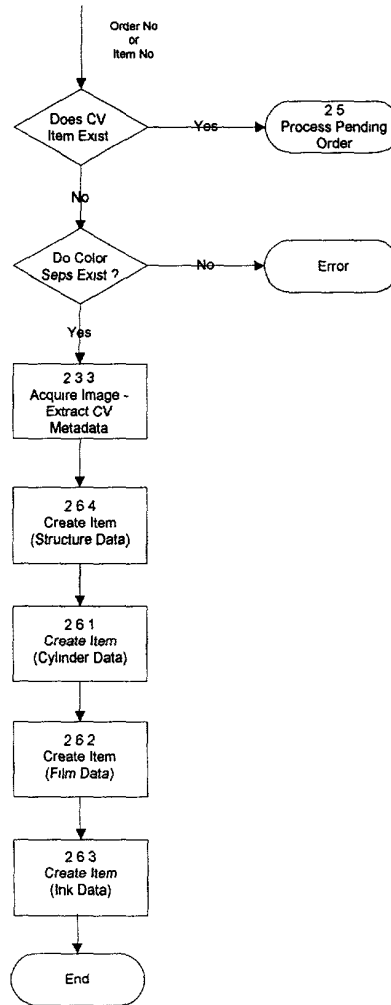 Order No
or
Item No
Does CV
Item Exist
Yes
2 5
Process Pending
Order
No
Do Color
Seps Exist ?
No
Error
Yes
2 3 3
Acquire Image -
Extract CV
Metadata
2 6 4
Create Item
(Structure Data)
2 6 1
Create Item
(Cylinder Data)
2 6 2
Create Item
(Film Data)
2 6 3
Create Item
(Ink Data)
End